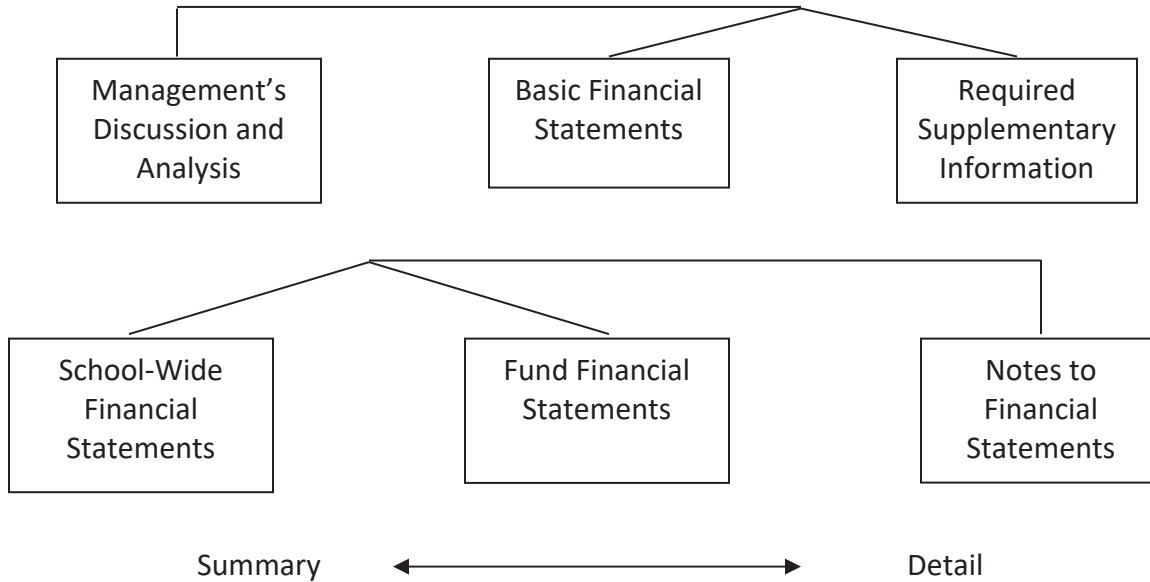 Management’s
Discussion and
Analysis
Basic Financial
Statements
Required
Supplementary
Information
School-Wide
Financial
Statements
Fund Financial
Statements
Notes to
Financial
Statements
Summary
Detail